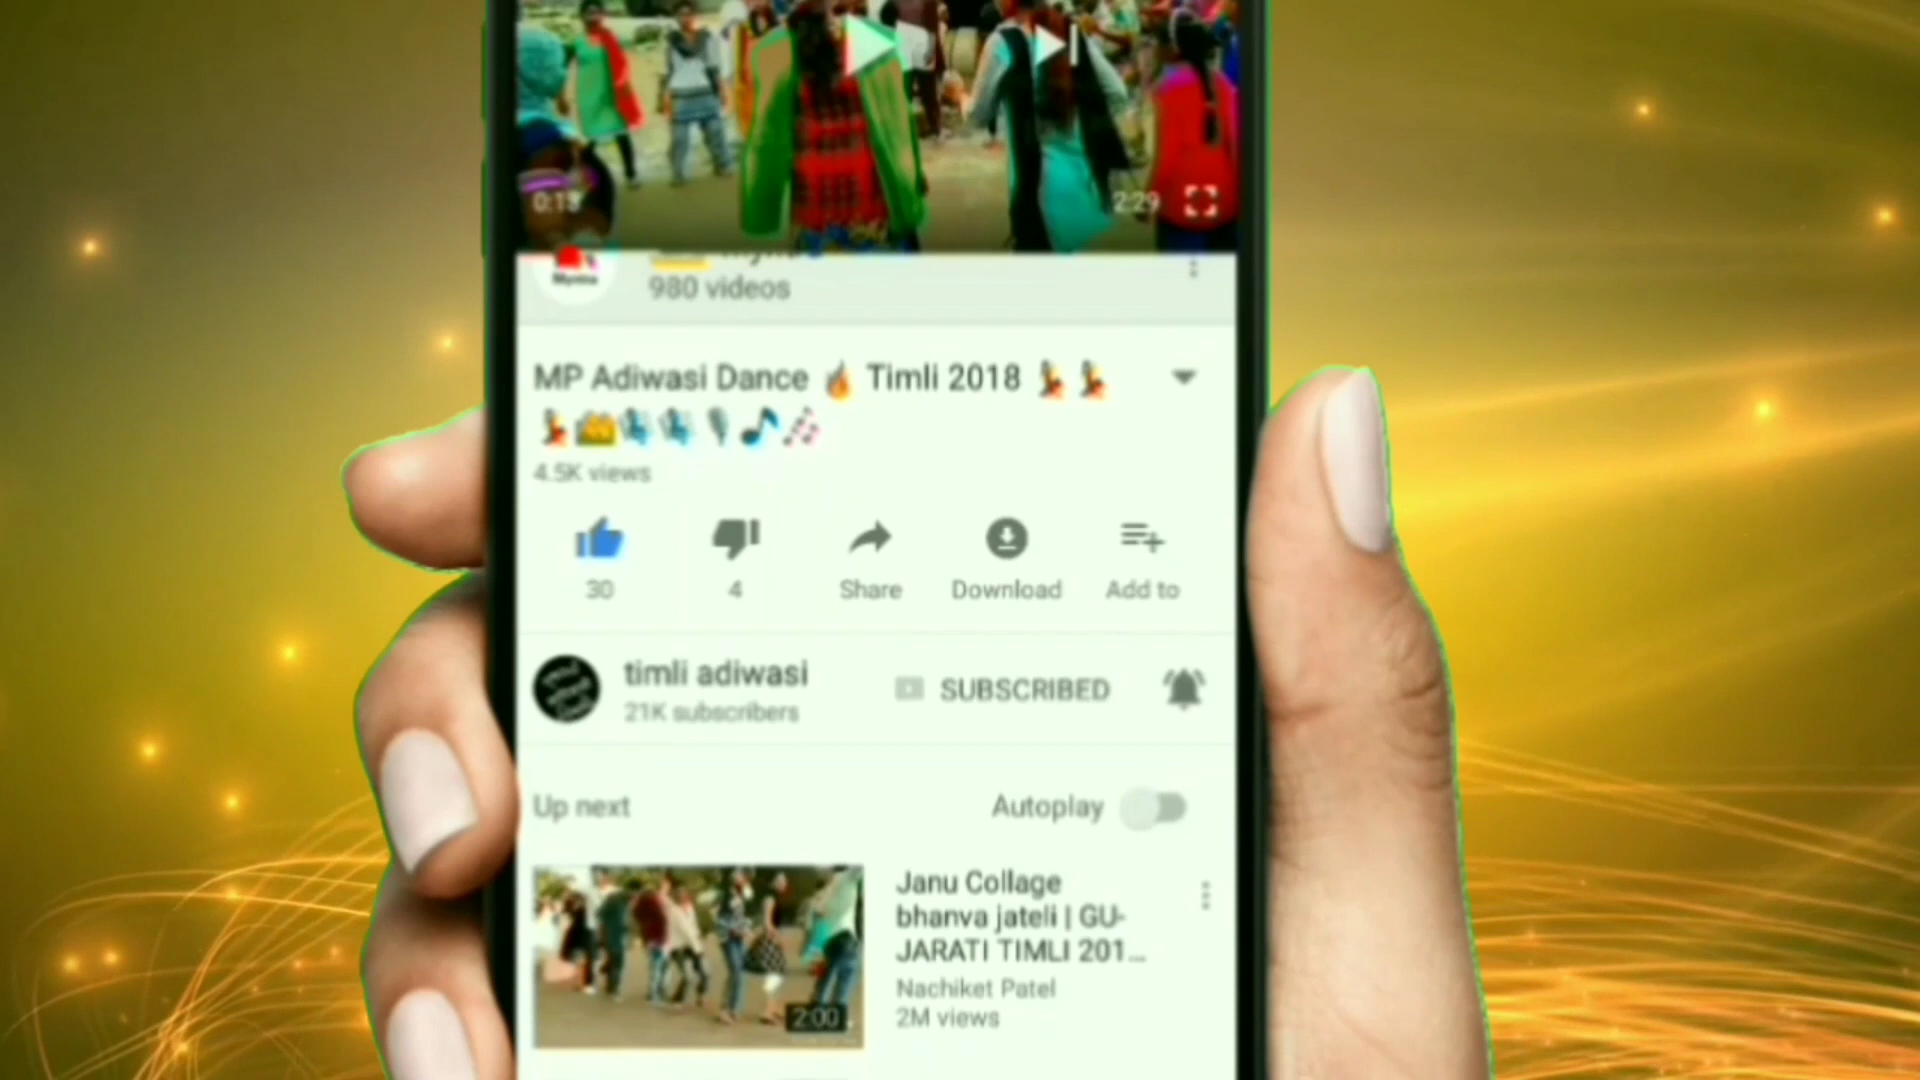 0:15
2:29
980 videos
MP Adiwasi Dance 🔥 Timli 2018 💃 💃
💃
4.5K views
30
4
Share
Download
Add to
timli adiwasi
21K subscribers
SUBSCRIBED
Up next
Autoplay
Janu Collage
bhanva jateli | GU-
JARATI TIMLI 201...
Nachiket Patel
2M views
2:00